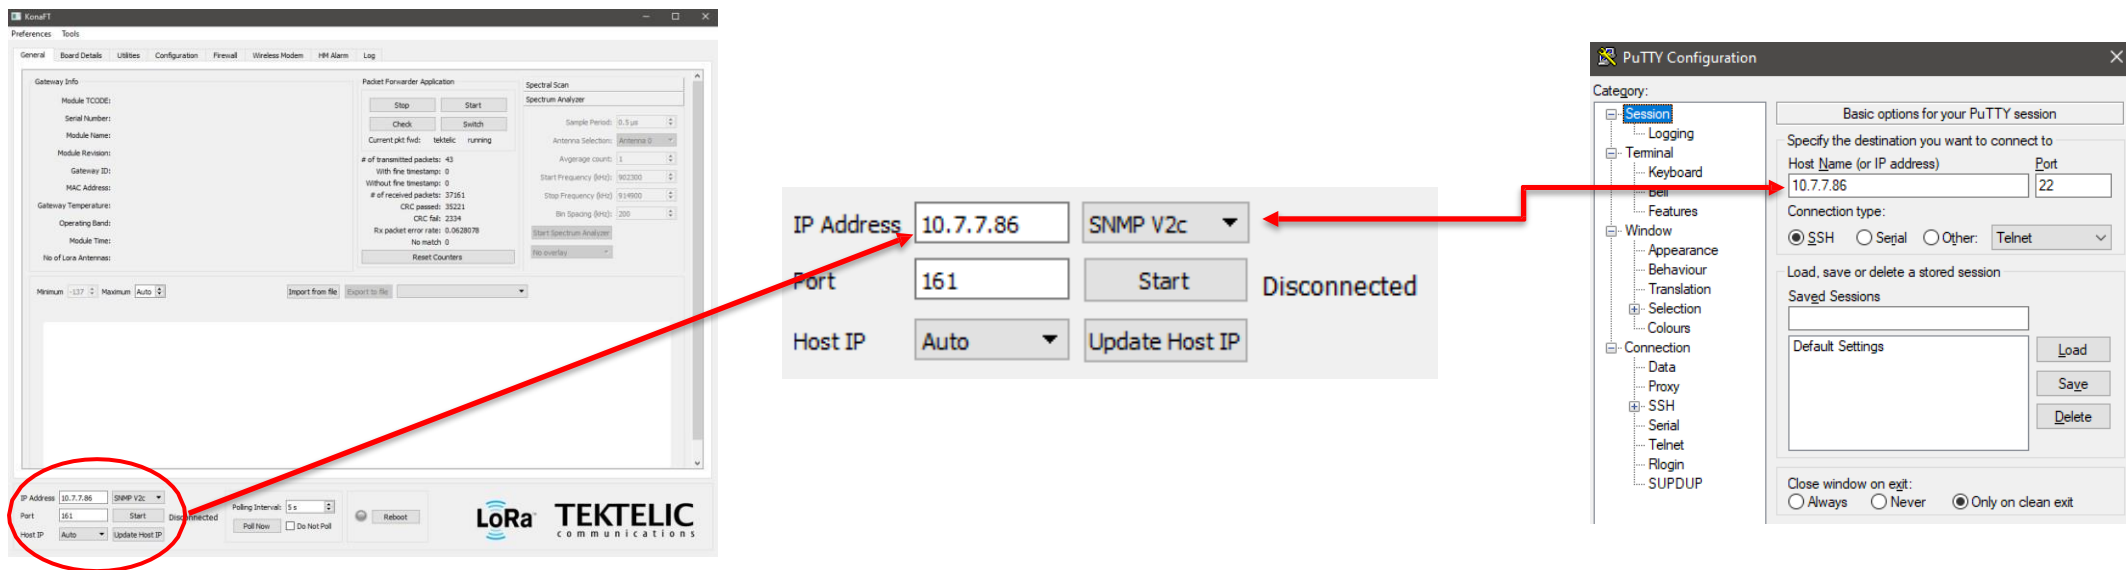 KonaFT
Preferences Tools
General Board Details Utilities Configuration Firewall Wireless Modem HM Alarm Log
Gateway Info
Module TCODE:
Serial Number:
Module Name:
Module Revision:
Gateway ID:
MAC Address:
Gateway Temperature:
Operating Band:
Module Time:
No of Lora Antennas:
Packet Forwarder Application
Stop Start
Check Switch
Current pkt fwd: tektelic running
# of transmitted packets: 43
With fine timestamp: 0
Without fine timestamp: 0
# of received packets: 37161
CRC passed: 35221
CRC fail: 2334
Rx packet error rate: 0.0628078
No match 0
Reset Counters
Spectral Scan
Spectrum Analyzer
Sample Period: 0.5 µs
Antenna Selection: Antenna 0
Avgerage count: 1
Start Frequency (kHz): 902300
Stop Frequency (kHz) 914900
Bin Spacing (kHz): 200
Start Spectrum Analyzer
No overlay
Minimum -137 Maximum Auto Import from file Export to file
IP Address 10.7.7.86 SNMP V2c
Port 161 Start Disconnected
Host IP Auto Update Host IP
Polling Interval: 5 s
Poll Now Do Not Poll
Reboot
LoRa
TEKTELIC
communications
IP Address 10.7.7.86 SNMP V2c
Port 161 Start Disconnected
Host IP Auto Update Host IP
PuTTY Configuration
Category:
Session
Logging
Terminal
Keyboard
Bell
Features
Window
Appearance
Behaviour
Translation
Selection
Colours
Connection
Data
Proxy
SSH
Serial
Telnet
Rlogin
SUPDUP
Basic options for your PuTTY session
Specify the destination you want to connect to
Host Name (or IP address) Port
10.7.7.86 22
Connection type:
SSH Serial Other: Telnet
Load, save or delete a stored session
Saved Sessions
Default Settings
Load
Save
Delete
Close window on exit:
Always Never Only on clean exit